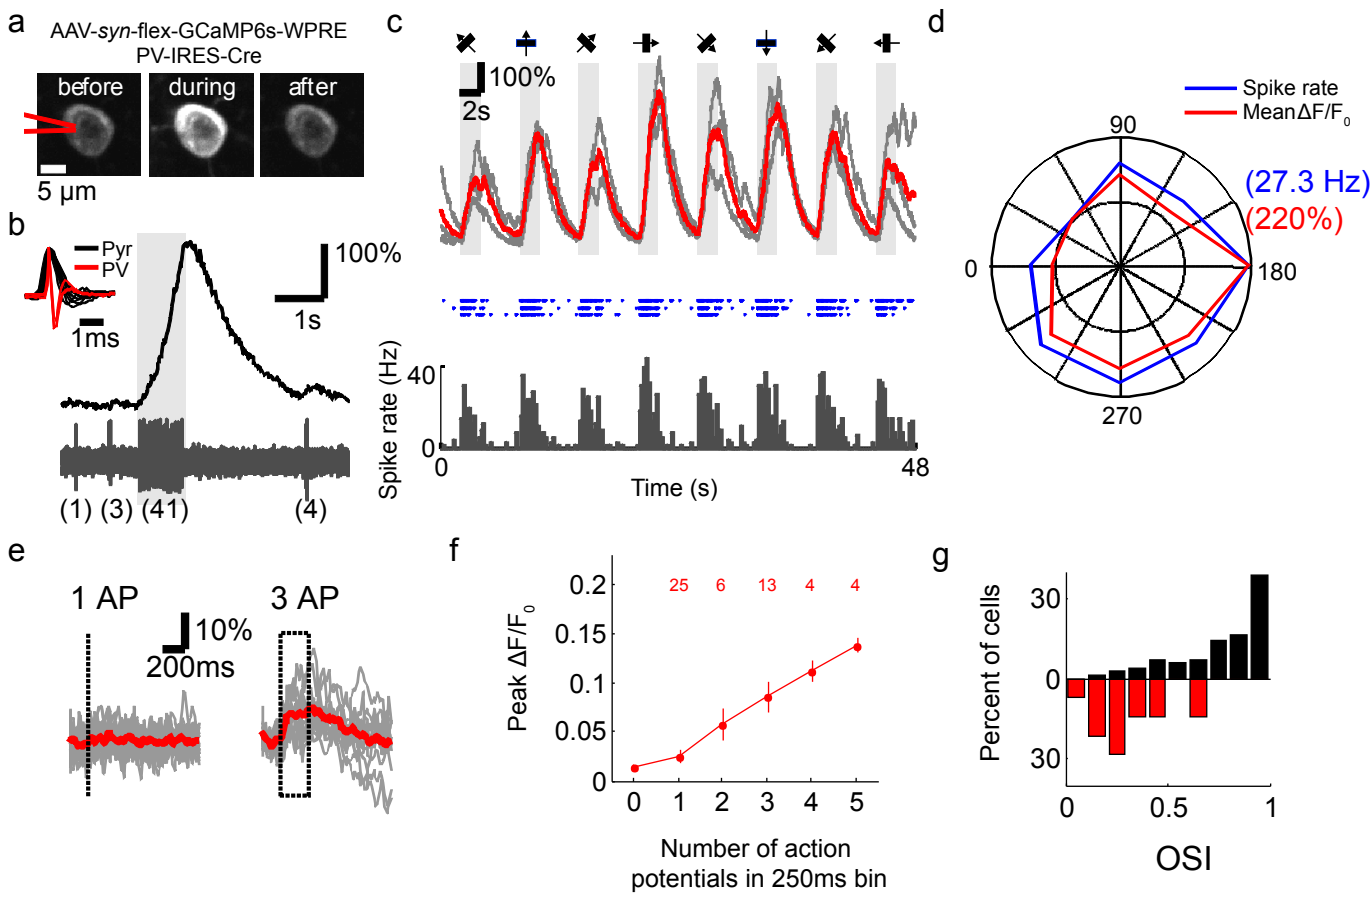 a
AAV-syn-flex-GCaMP6s-WPRE
PV-IRES-Cre
before
during
after
5 µm
b
Pyr
PV
1ms
100%
1s
(1) (3) (41) (4)
c
100%
2s
40
0
Spike rate (Hz)
0
48
Time (s)
d
Spike rate
Mean ΔF/F0
90
(27.3 Hz)
(220%)
0
180
270
e
1 AP
3 AP
10%
200ms
f
0.2
25 6 13 4 4
0.15
0.1
0.05
0
Peak ΔF/F0
0 1 2 3 4 5
Number of action
potentials in 250ms bin
g
30
0
30
Percent of cells
0 0.5 1
OSI